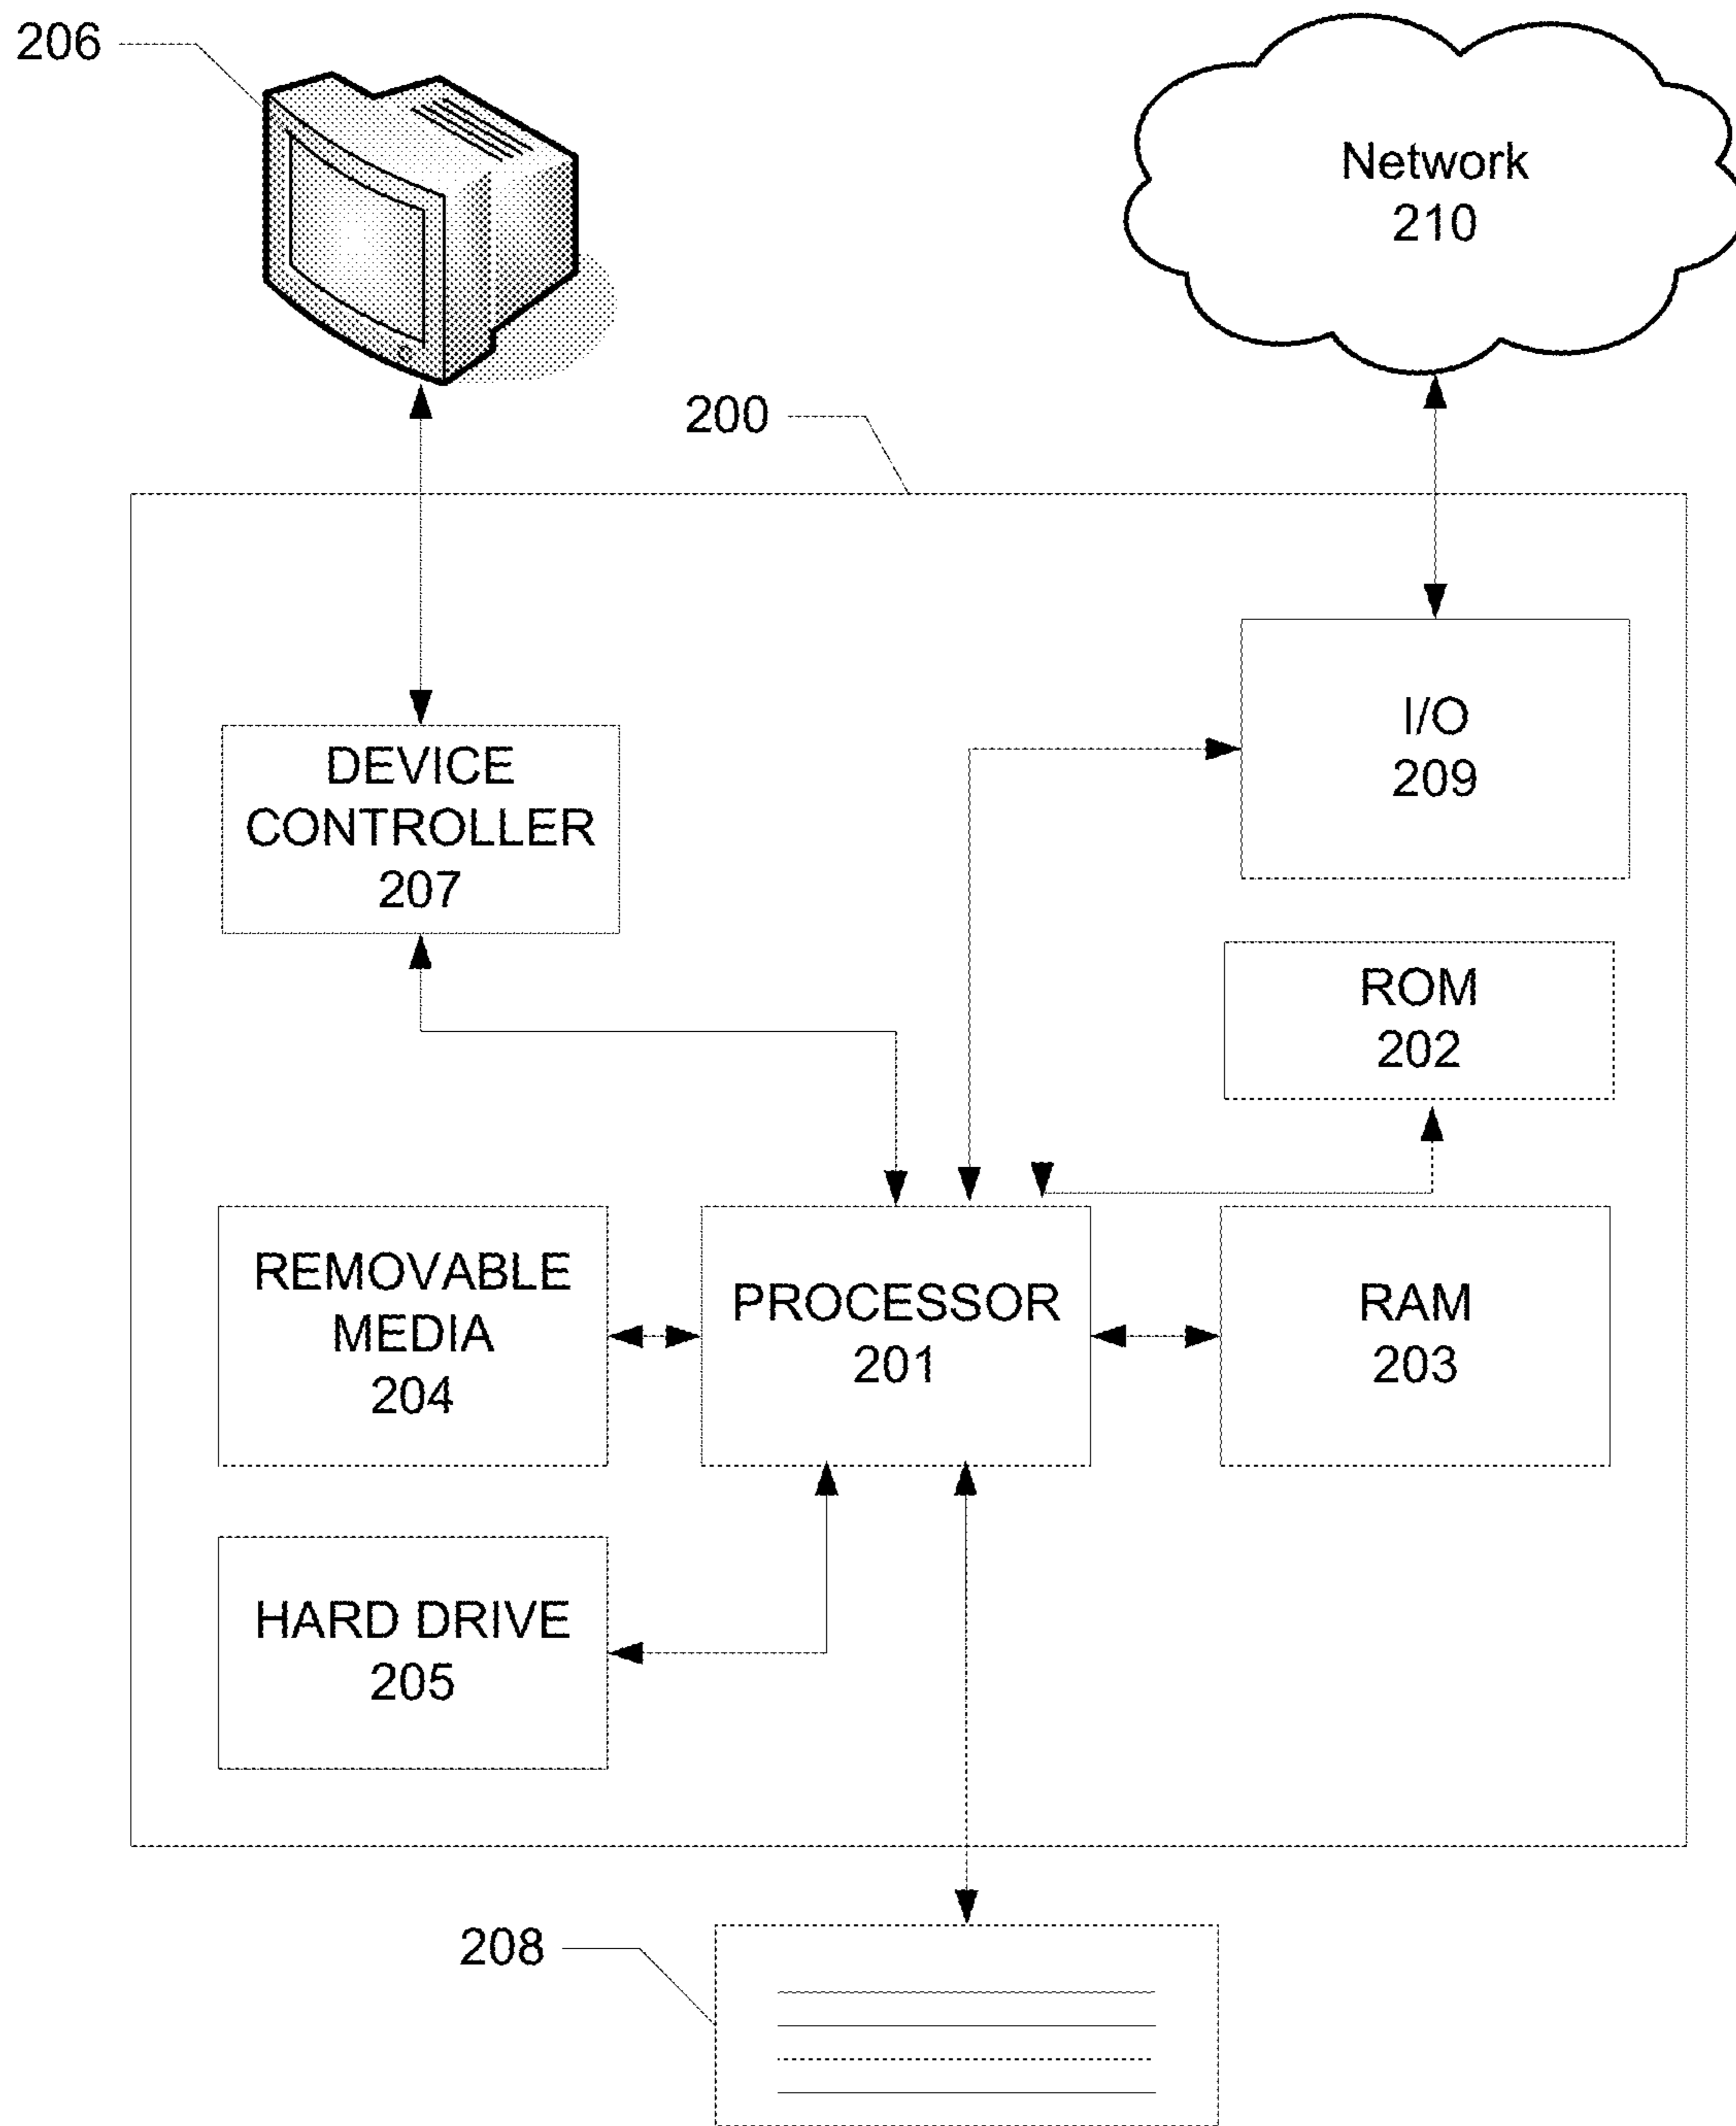 206
Network
210
200
DEVICE
CONTROLLER
207
I/O
209
ROM
202
REMOVABLE
MEDIA
204
PROCESSOR
201
RAM
203
HARD DRIVE
205
208